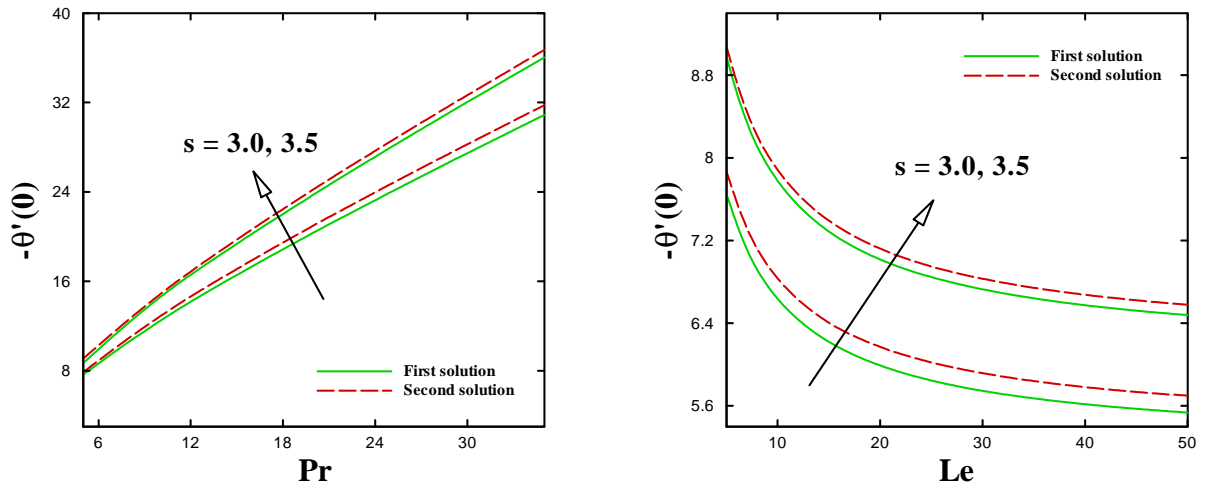 40
32
24
16
8
6
12
18
24
30
-θ'(0)
Pr
s = 3.0, 3.5
First solution
Second solution
8.8
8
7.2
6.4
5.6
10
20
30
40
50
-θ'(0)
Le
s = 3.0, 3.5
First solution
Second solution